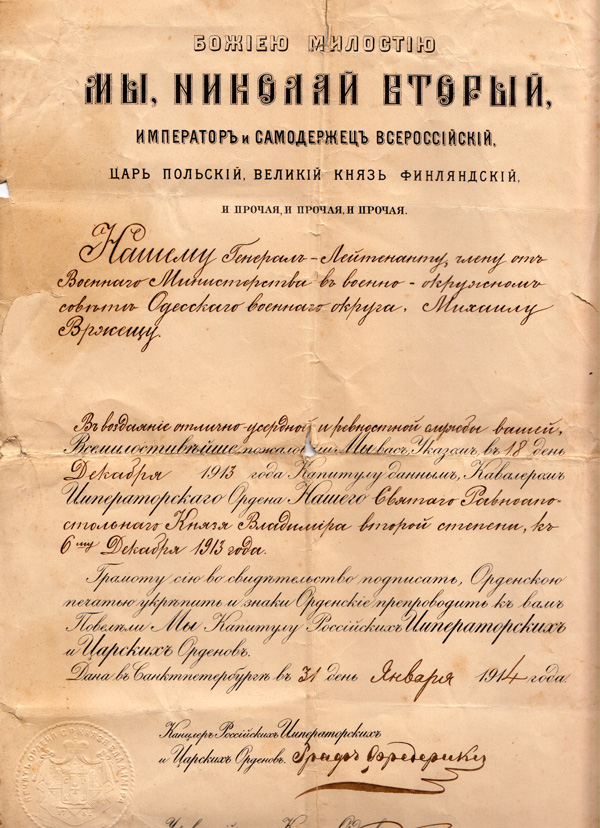 БОЖІЕЮ МИЛОСТІЮ
МЫ, НИКОЛАЙ ВТОРЫЙ,
ИМПЕРАТОРЪ и САМОДЕРЖЕЦЪ ВСЕРОССІЙСКІЙ,
ЦАРЬ ПОЛЬСКІЙ, ВЕЛИКІЙ КНЯЗЬ ФИНЛЯНДСКІЙ,
И ПРОЧАЯ, И ПРОЧАЯ, И ПРОЧАЯ.
Нашему Генералъ-Лейтенанту, члену отъ
Военнаго Министерства въ военно-окружномъ
совѣтѣ Одесскаго военнаго округа, Михаилу
Вржеещу.
Въ воздаяніе отлично-усердной и ревностной службы вашей,
Всемилостивѣйше пожаловали Мы васъ, Указомъ, въ 18 день
Декабря 1913 года Капитулу даннымъ, Кавалеромъ
Императорскаго Ордена Нашего Святаго Равноапо-
стольнаго Князя Владиміра второй степени, къ
6му Декабря 1913 года.
Грамоту сію во свидѣтельство подписать, Орденскою
печатью укрѣпить и знаки Орденскіе препроводить къ вамъ
Повелѣли Мы Капитулу Россійскихъ Императорскихъ
и Царскихъ Орденовъ.
Дана въ Санктпетербургѣ въ 31 день Января 1914 года.
Канцлеръ Россійскихъ Императорскихъ
и Царскихъ Орденовъ. Графъ Фредерикъ